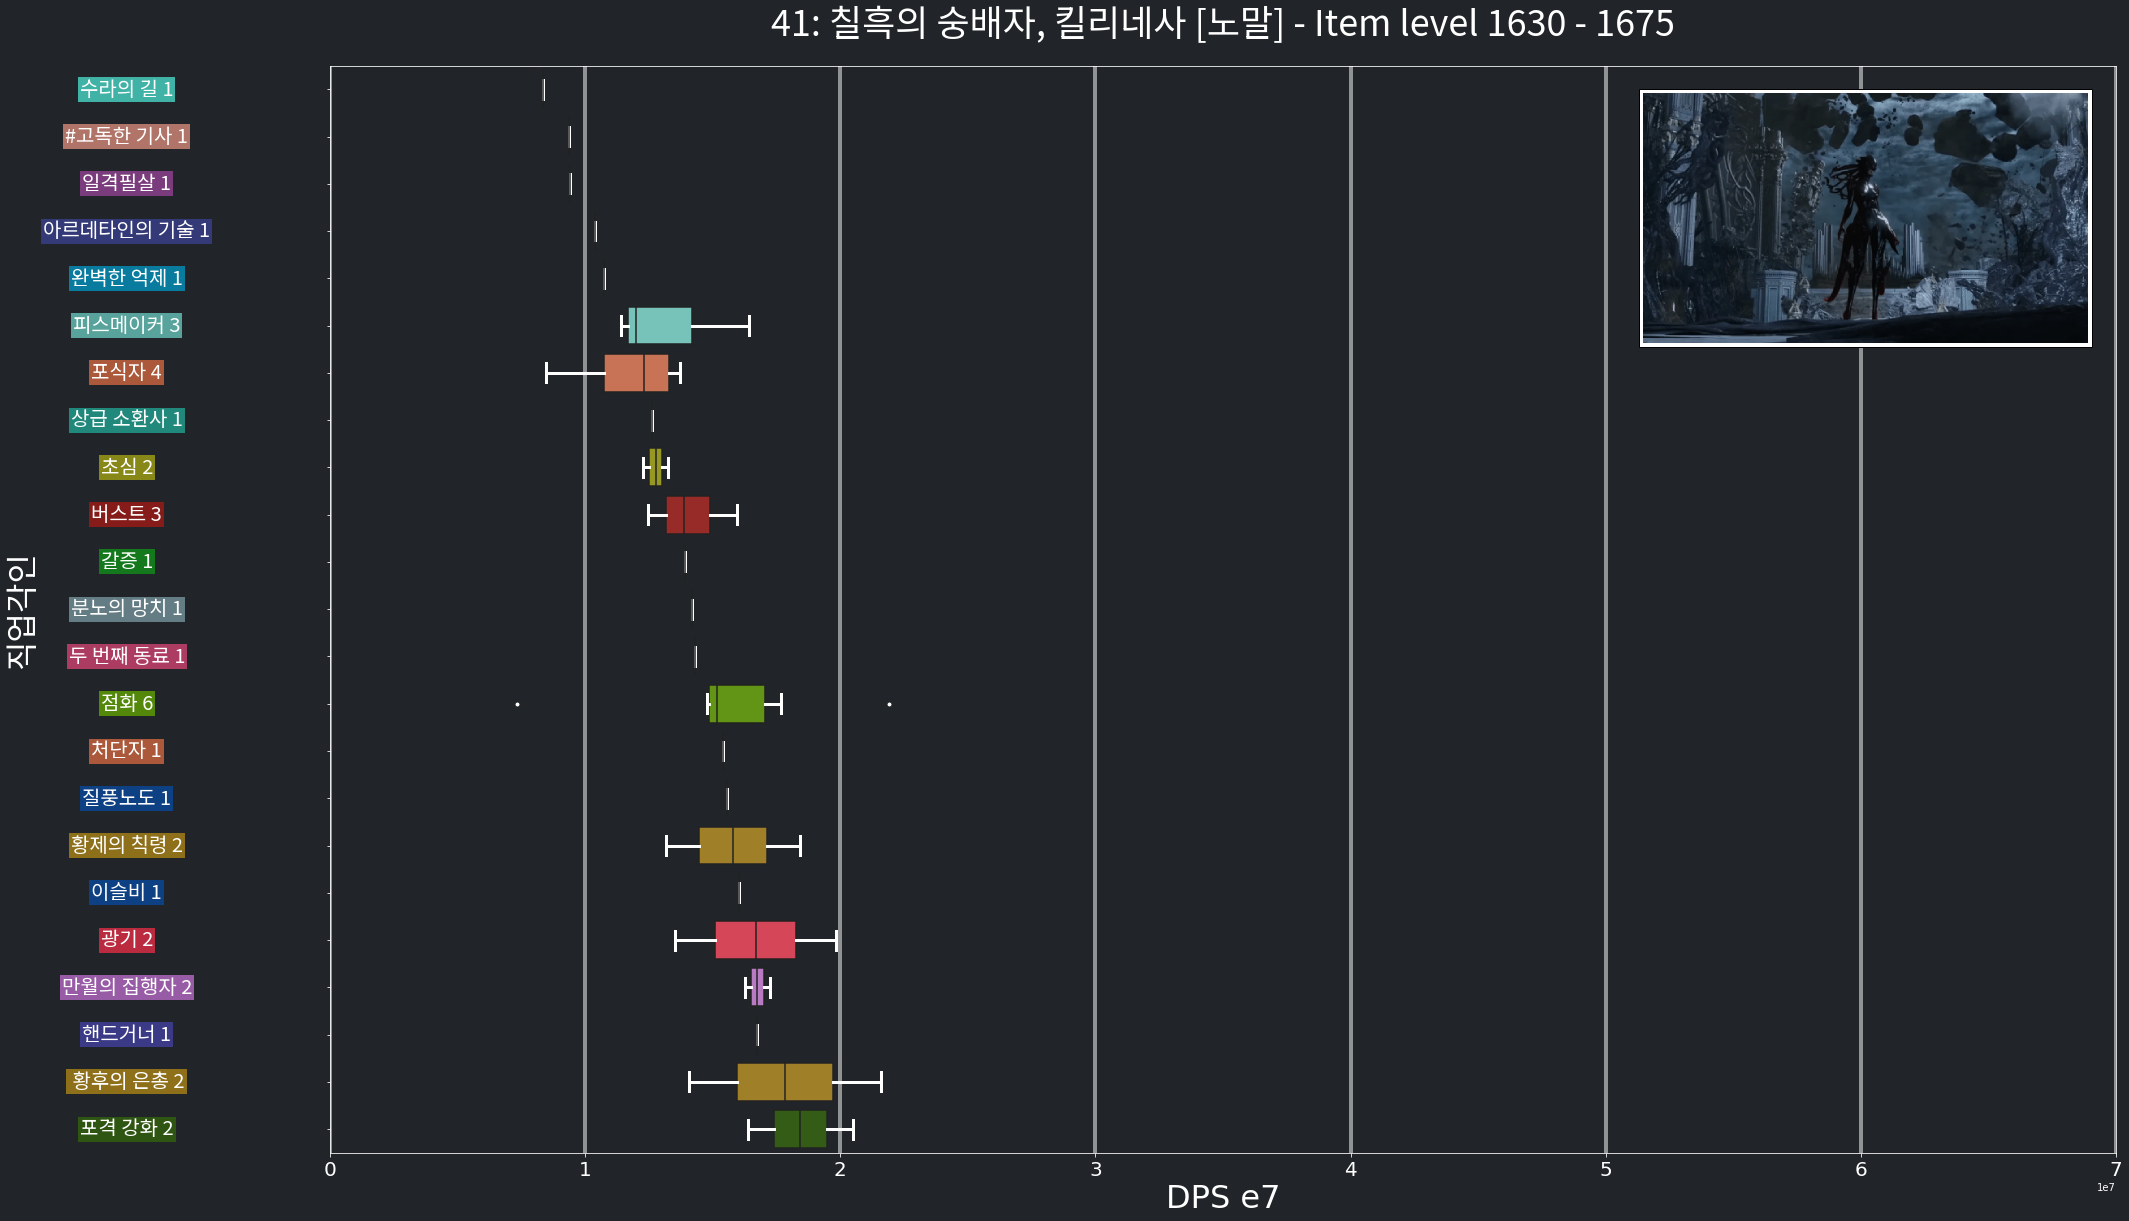 41: 칠흑의 숭배자, 킬리네사 [노말] - Item level 1630 - 1675
수라의 길 1
#고독한 기사 1
일격필살 1
아르데타인의 기술 1
완벽한 억제 1
피스메이커 3
포식자 4
상급 소환사 1
초심 2
버스트 3
갈증 1
분노의 망치 1
두 번째 동료 1
점화 6
처단자 1
질풍노도 1
황제의 칙령 2
이슬비 1
광기 2
만월의 집행자 2
핸드거너 1
황후의 은총 2
포격 강화 2
직업각인
0 1 2 3 4 5 6 7
1e7
DPS e7